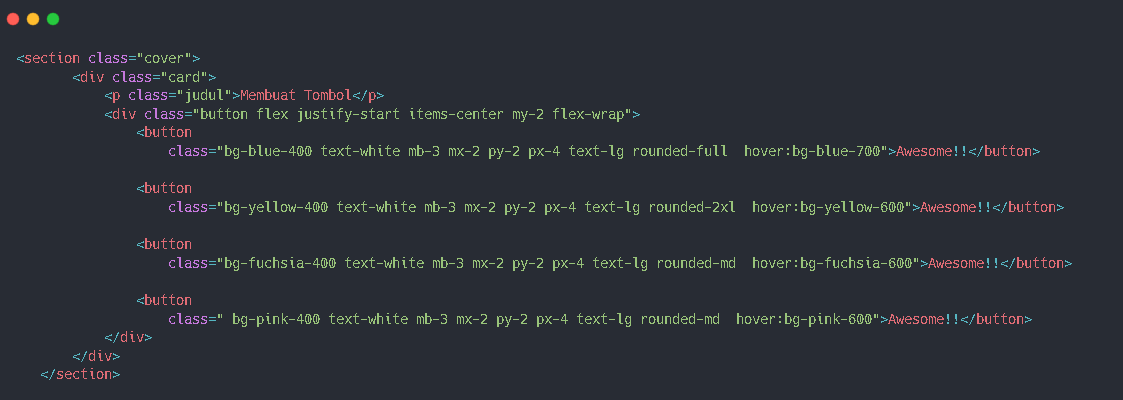 <section class="cover">
<div class="card">
<p class="judul">Membuat Tombol</p>
<div class="button flex justify-start items-center my-2 flex-wrap">
<button
class="bg-blue-400 text-white mb-3 mx-2 py-2 px-4 text-lg rounded-full  hover:bg-blue-700">Awesome!!</button>
<button
class="bg-yellow-400 text-white mb-3 mx-2 py-2 px-4 text-lg rounded-2xl  hover:bg-yellow-600">Awesome!!</button>
<button
class="bg-fuchsia-400 text-white mb-3 mx-2 py-2 px-4 text-lg rounded-md  hover:bg-fuchsia-600">Awesome!!</button>
<button
class=" bg-pink-400 text-white mb-3 mx-2 py-2 px-4 text-lg rounded-md  hover:bg-pink-600">Awesome!!</button>
</div>
</div>
</section>